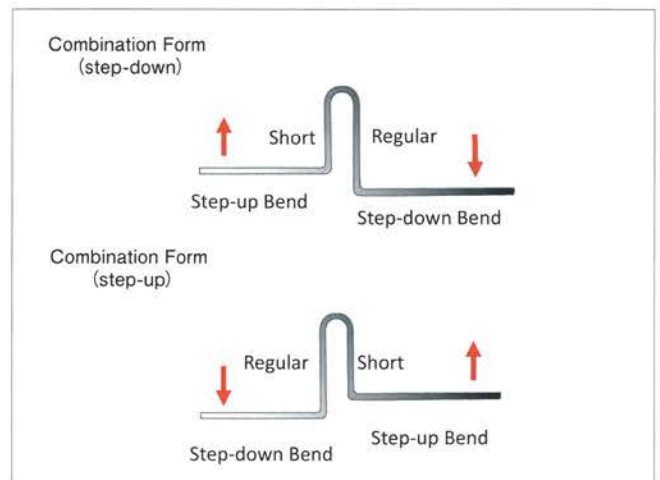 Combination Form
(step-down)
Short
Regular
Step-up Bend
Step-down Bend
Combination Form
(step-up)
Regular
Short
Step-down Bend
Step-up Bend